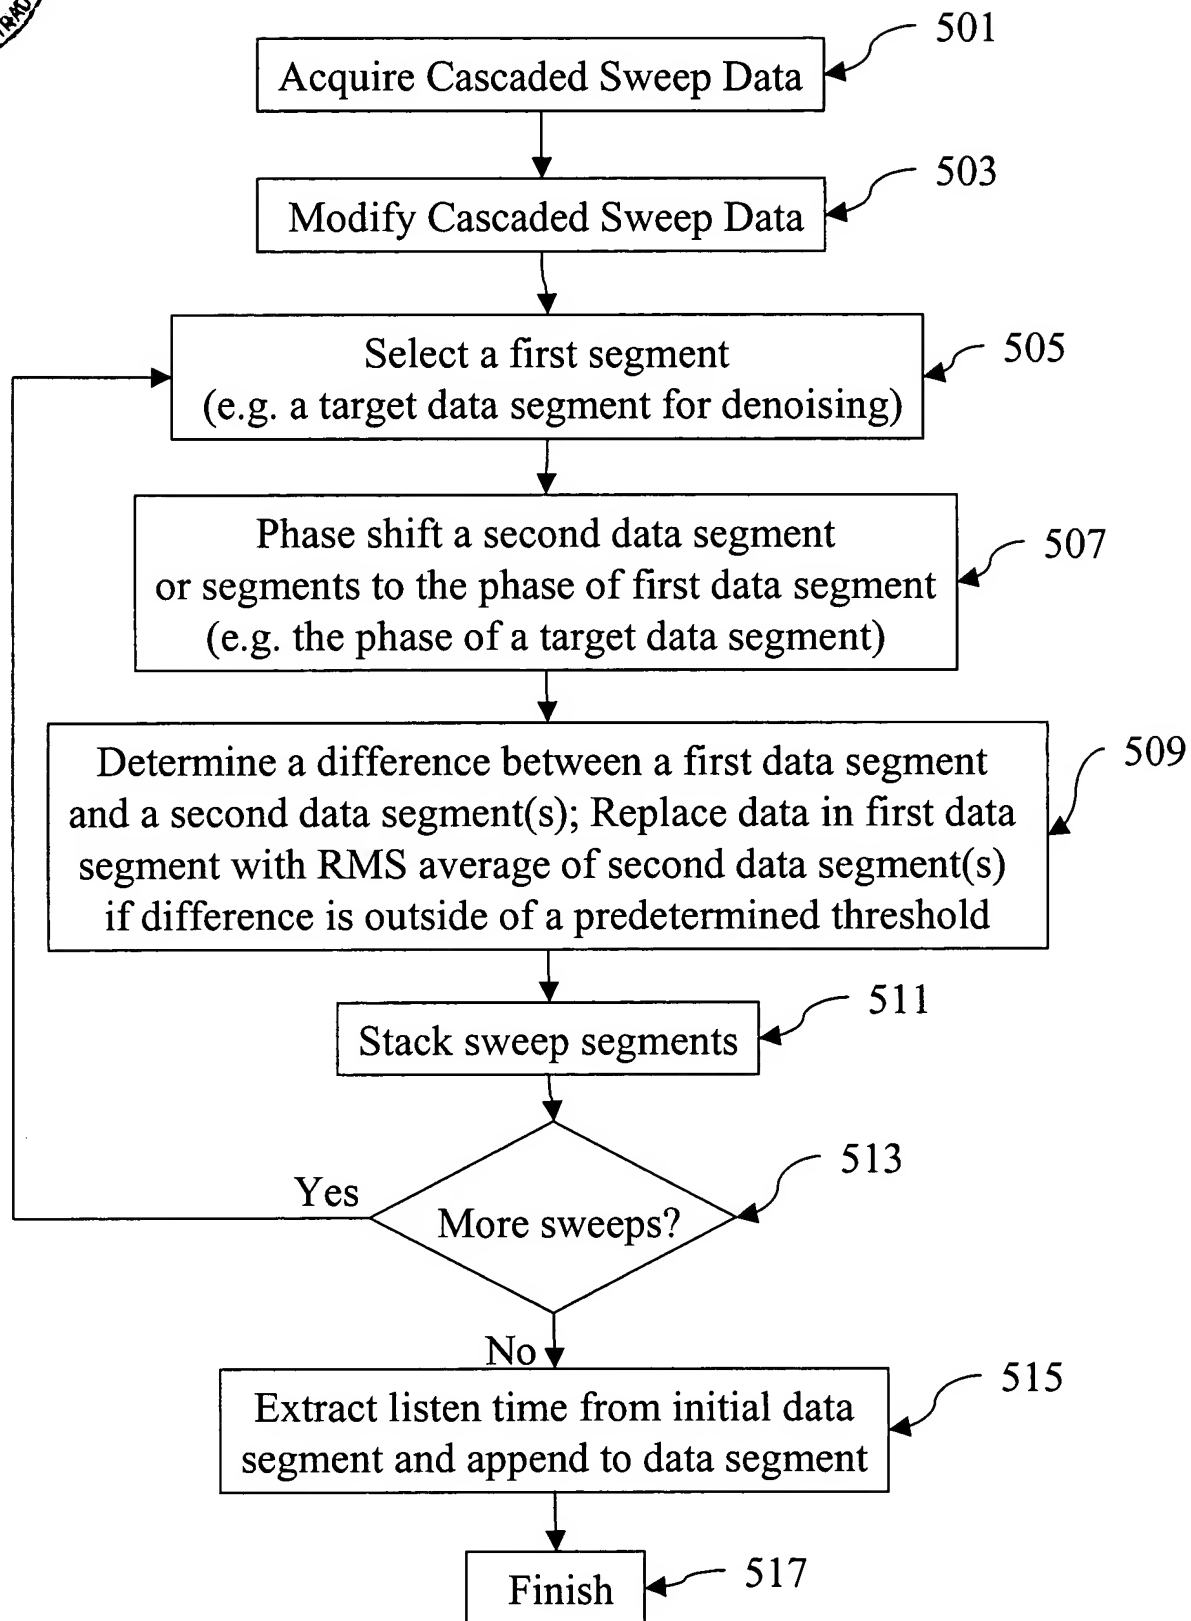 501
Acquire Cascaded Sweep Data
503
Modify Cascaded Sweep Data
505
Select a first segment
(e.g. a target data segment for denoising)
507
Phase shift a second data segment
or segments to the phase of first data segment
(e.g. the phase of a target data segment)
509
Determine a difference between a first data segment
and a second data segment(s); Replace data in first data
segment with RMS average of second data segment(s)
if difference is outside of a predetermined threshold
511
Stack sweep segments
513
Yes
More sweeps?
No
515
Extract listen time from initial data
segment and append to data segment
517
Finish